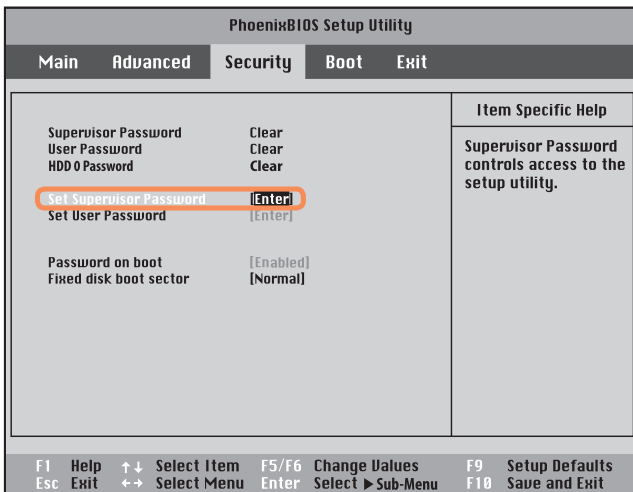 PhoenixBIOS Setup Utility
Main Advanced Security Boot Exit
Item Specific Help
Supervisor Password controls access to the setup utility.
Supervisor Password Clear
User Password Clear
HDD 0 Password Clear
Set Supervisor Password [Enter]
Set User Password [Enter]
Password on boot [Enabled]
Fixed disk boot sector [Normal]
F1 Help ↑↓ Select Item F5/F6 Change Values F9 Setup Defaults
Esc Exit ←→ Select Menu Enter Select ▶ Sub-Menu F10 Save and Exit